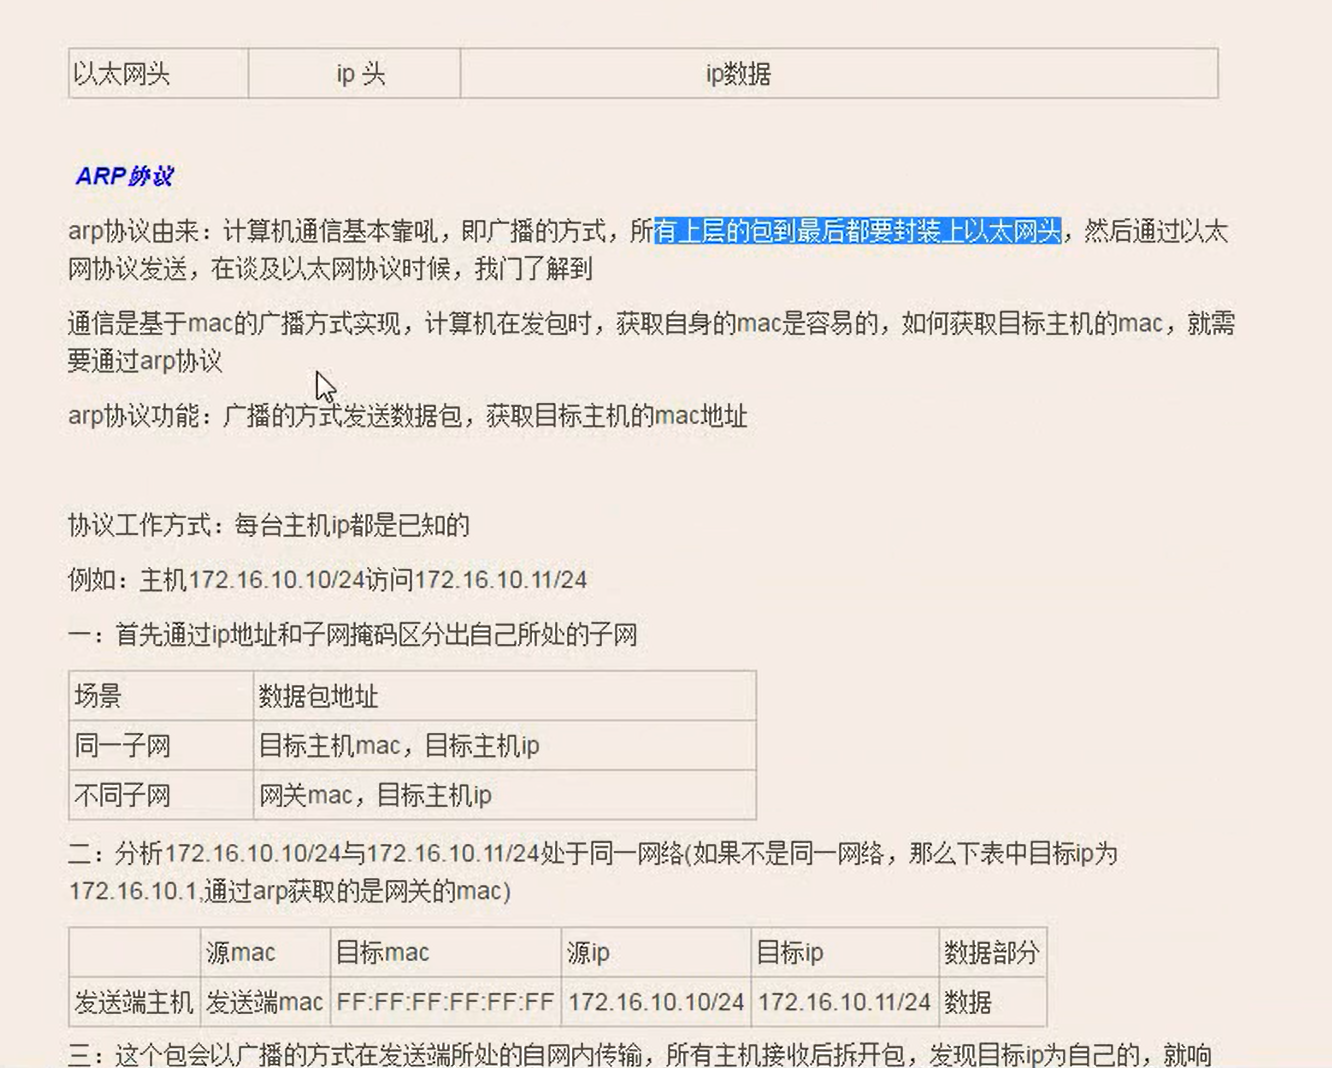 以太网头 ip 头 ip数据
ARP协议
arp协议由来：计算机通信基本靠吼，即广播的方式，所有上层的包到最后都要封装上以太网头，然后通过以太
网协议发送，在谈及以太网协议时候，我门了解到
通信是基于mac的广播方式实现，计算机在发包时，获取自身的mac是容易的，如何获取目标主机的mac，就需
要通过arp协议
arp协议功能：广播的方式发送数据包，获取目标主机的mac地址
协议工作方式：每台主机ip都是已知的
例如：主机172.16.10.10/24访问172.16.10.11/24
一：首先通过ip地址和子网掩码区分出自己所处的子网
场景 数据包地址
同一子网 目标主机mac，目标主机ip
不同子网 网关mac，目标主机ip
二：分析172.16.10.10/24与172.16.10.11/24处于同一网络(如果不是同一网络，那么下表中目标ip为
172.16.10.1,通过arp获取的是网关的mac)
源mac 目标mac 源ip 目标ip 数据部分
发送端主机 发送端mac FF:FF:FF:FF:FF:FF 172.16.10.10/24 172.16.10.11/24 数据
三：这个包会以广播的方式在发送端所处的自网内传输，所有主机接收后拆开包，发现目标ip为自己的，就响